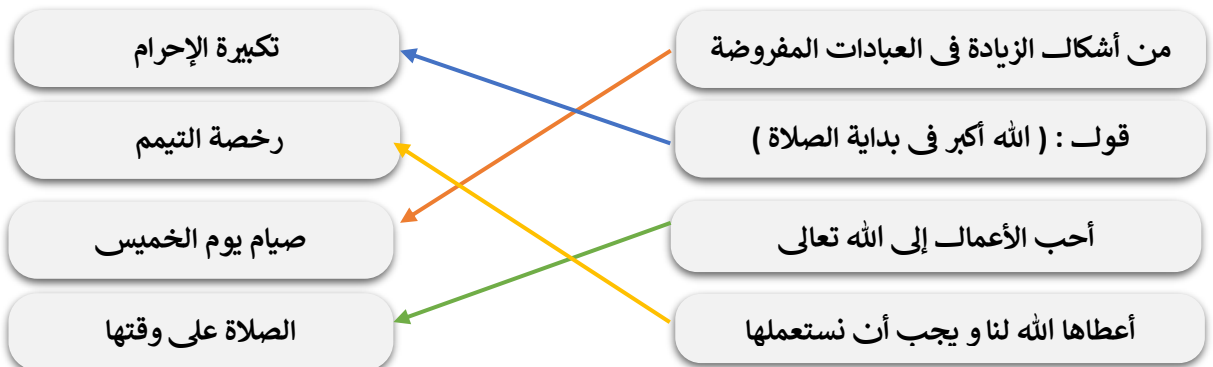 من أشكال الزيادة فى العبادات المفروضة
تكبيرة الإحرام
قول : ( الله أكبر فى بداية الصلاة )
رخصة التيمم
أحب الأعمال إلى الله تعالى
صيام يوم الخميس
أعطاها الله لنا و يجب أن نستعملها
الصلاة على وقتها